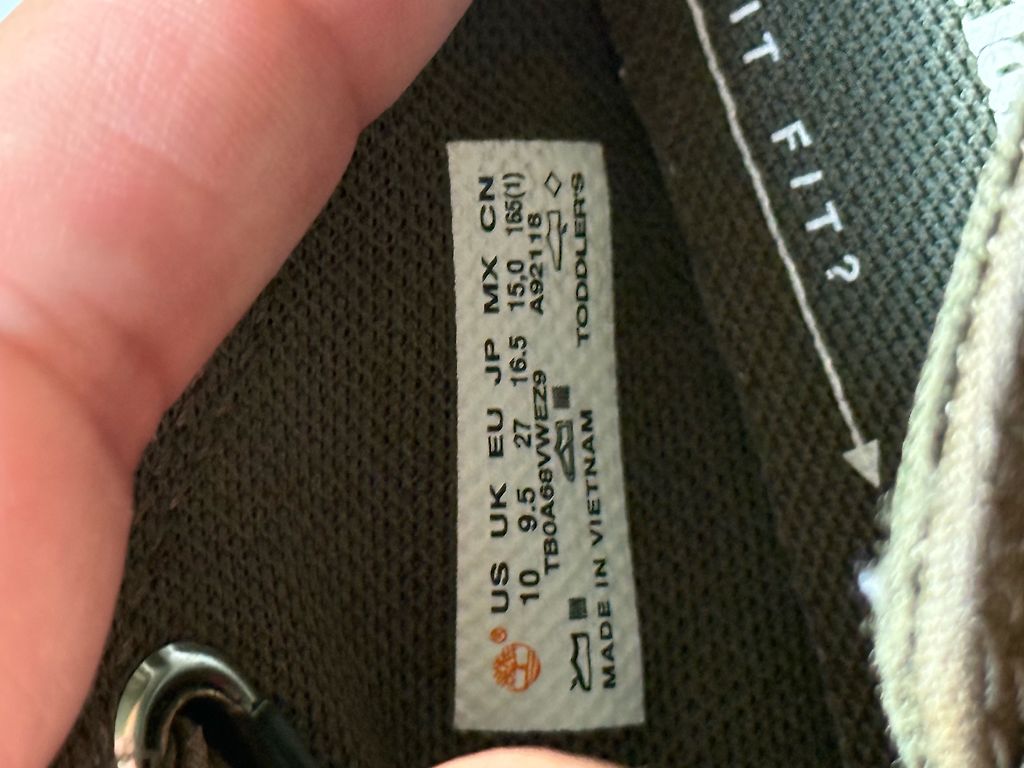 US UK EU JP MX CN
10 9.5 27 16.5 15,0 165(1)
TB0A68VWEZ9 A92118
TODDLER'S
MADE IN VIETNAM
IT FIT?